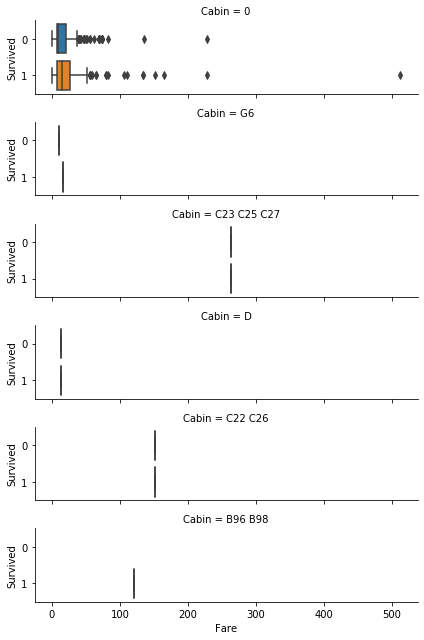 Cabin = 0
Survived
0
1
Cabin = G6
Survived
0
1
Cabin = C23 C25 C27
Survived
0
1
Cabin = D
Survived
0
1
Cabin = C22 C26
Survived
0
1
Cabin = B96 B98
Survived
0
1
0 100 200 300 400 500
Fare